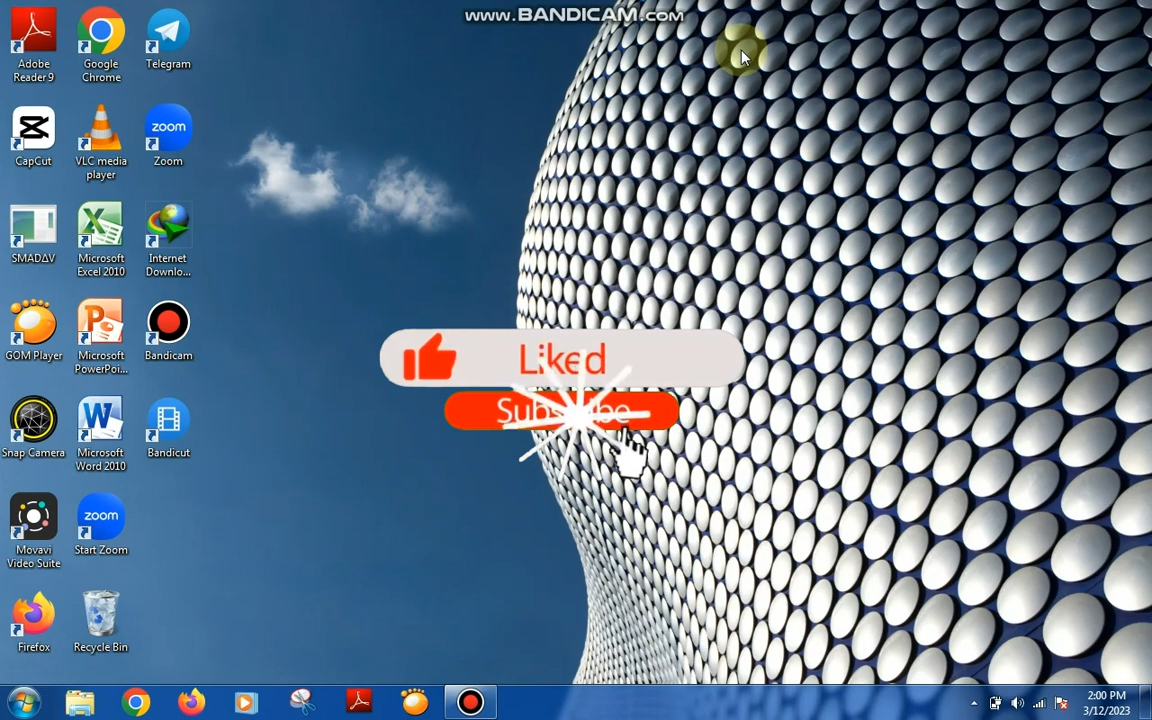 www.BANDICAM.com
Adobe
Reader 9
Google
Chrome
Telegram
CapCut
VLC media
player
zoom
Zoom
SMADΔV
Microsoft
Excel 2010
Internet
Downlo...
GOM Player
Microsoft
PowerPoi...
Bandicam
Liked
Subscribe
Snap Camera
Microsoft
Word 2010
Bandicut
Movavi
Video Suite
zoom
Start Zoom
Firefox
Recycle Bin
2:00 PM
3/12/2023